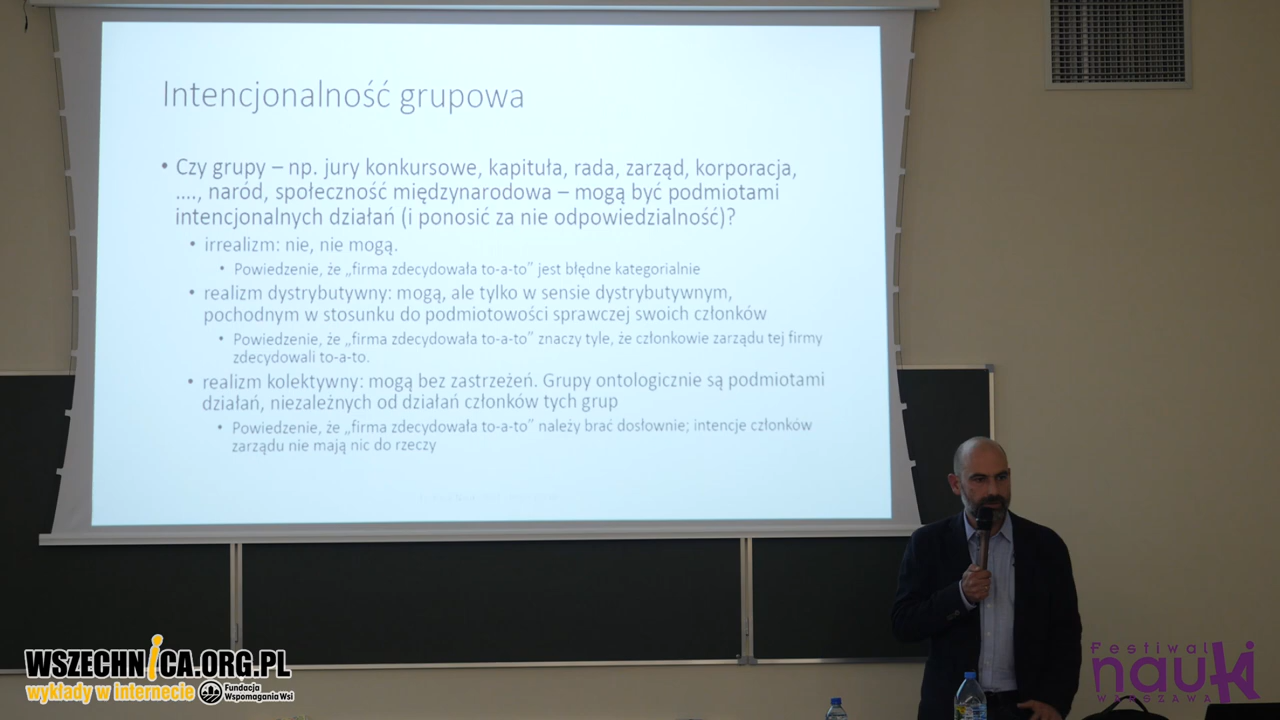 Intencjonalność grupowa
• Czy grupy – np. jury konkursowe, kapituła, rada, zarząd, korporacja,
...., naród, społeczność międzynarodowa – mogą być podmiotami
intencjonalnych działań (i ponosić za nie odpowiedzialność)?
• irrealizm: nie, nie mogą.
• Powiedzenie, że „firma zdecydowała to-a-to” jest błędne kategorialnie
• realizm dystrybutywny: mogą, ale tylko w sensie dystrybutywnym,
pochodnym w stosunku do podmiotowości sprawczej swoich członków
• Powiedzenie, że „firma zdecydowała to-a-to” znaczy tyle, że członkowie zarządu tej firmy
zdecydowali to-a-to.
• realizm kolektywny: mogą bez zastrzeżeń. Grupy ontologicznie są podmiotami
działań, niezależnych od działań członków tych grup
• Powiedzenie, że „firma zdecydowała to-a-to” należy brać dosłownie; intencje członków
zarządu nie mają nic do rzeczy
WSZECHNICA.ORG.PL
wykłady w internecie
Fundacja
Wspomagania Wsi
Festiwal
nauki
WARSZAWA